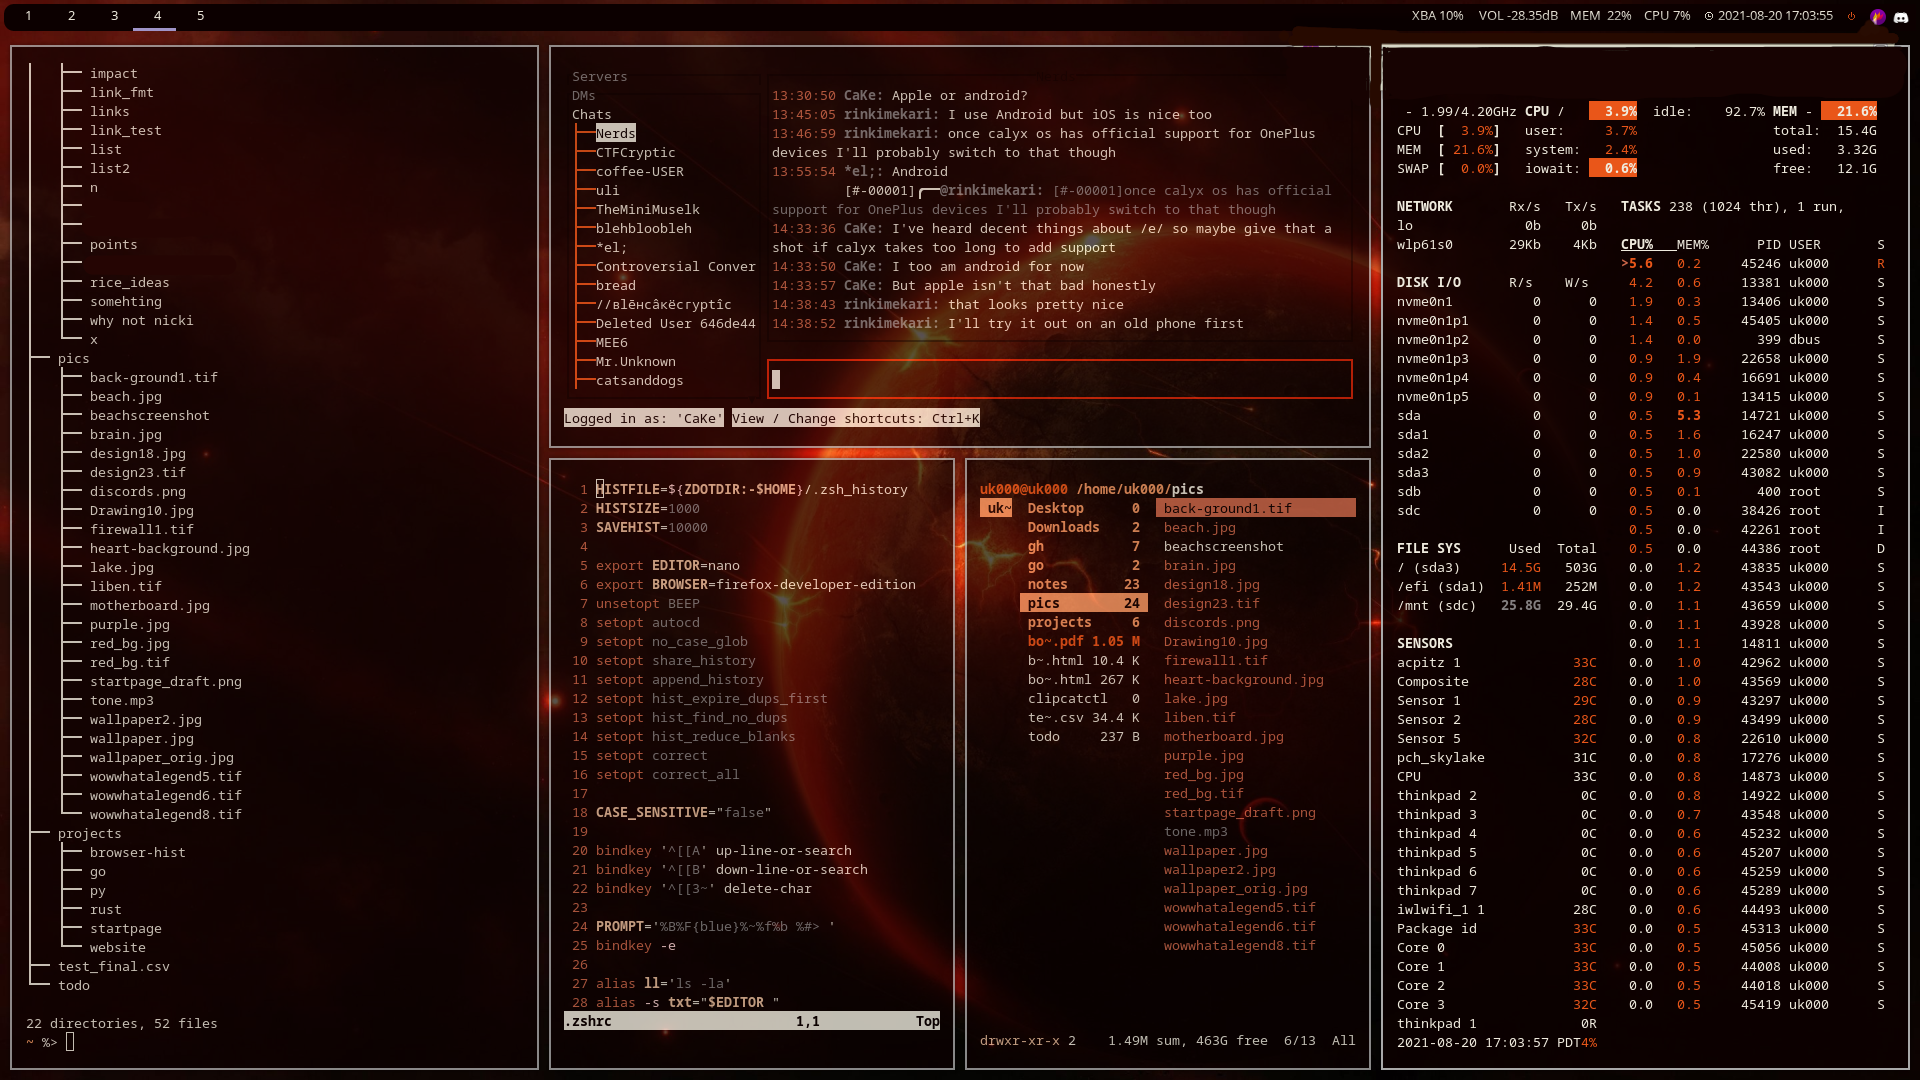 1 2 3 4 5
XBA 10% VOL -28.35dB MEM 22% CPU 7% 2021-08-20 17:03:55
impact
link_fmt
links
link_test
list
list2
n
points
rice_ideas
somehting
why not nicki
x
pics
back-ground1.tif
beach.jpg
beachscreenshot
brain.jpg
design18.jpg
design23.tif
discords.png
Drawing10.jpg
firewall1.tif
heart-background.jpg
lake.jpg
liben.tif
motherboard.jpg
purple.jpg
red_bg.jpg
red_bg.tif
startpage_draft.png
tone.mp3
wallpaper2.jpg
wallpaper.jpg
wallpaper_orig.jpg
wowwhatalegend5.tif
wowwhatalegend6.tif
wowwhatalegend8.tif
projects
browser-hist
go
py
rust
startpage
website
test_final.csv
todo
22 directories, 52 files
~ %>
Servers
DMs
Chats
Nerds
CTFCryptic
coffee-USER
uli
TheMiniMuselk
blehbloobleh
*el;
Controversial Conver
bread
//вlēнcâкёcгyptîc
Deleted User 646de44
MEE6
Mr.Unknown
catsanddogs
13:30:50 CaKe: Apple or android?
13:45:05 rinkimekari: I use Android but iOS is nice too
13:46:59 rinkimekari: once calyx os has official support for OnePlus
devices I'll probably switch to that though
13:55:54 *el;: Android
[#-00001]╭──@rinkimekari: [#-00001]once calyx os has official
support for OnePlus devices I'll probably switch to that though
14:33:36 CaKe: I've heard decent things about /e/ so maybe give that a
shot if calyx takes too long to add support
14:33:50 CaKe: I too am android for now
14:33:57 CaKe: But apple isn't that bad honestly
14:38:43 rinkimekari: that looks pretty nice
14:38:52 rinkimekari: I'll try it out on an old phone first
Logged in as: 'CaKe' View / Change shortcuts: Ctrl+K
1 HISTFILE=${ZDOTDIR:-$HOME}/.zsh_history
2 HISTSIZE=1000
3 SAVEHIST=10000
4
5 export EDITOR=nano
6 export BROWSER=firefox-developer-edition
7 unsetopt BEEP
8 setopt autocd
9 setopt no_case_glob
10 setopt share_history
11 setopt append_history
12 setopt hist_expire_dups_first
13 setopt hist_find_no_dups
14 setopt hist_reduce_blanks
15 setopt correct
16 setopt correct_all
17
18 CASE_SENSITIVE="false"
19
20 bindkey '^[[A' up-line-or-search
21 bindkey '^[[B' down-line-or-search
22 bindkey '^[[3~' delete-char
23
24 PROMPT='%B%F{blue}%~%f%b %#> '
25 bindkey -e
26
27 alias ll='ls -la'
28 alias -s txt="$EDITOR "
.zshrc 1,1 Top
uk000@uk000 /home/uk000/pics
uk~
Desktop 0
Downloads 2
gh 7
go 2
notes 23
pics 24
projects 6
bo~.pdf 1.05 M
b~.html 10.4 K
bo~.html 267 K
clipcatctl 0
te~.csv 34.4 K
todo 237 B
back-ground1.tif
beach.jpg
beachscreenshot
brain.jpg
design18.jpg
design23.tif
discords.png
Drawing10.jpg
firewall1.tif
heart-background.jpg
lake.jpg
liben.tif
motherboard.jpg
purple.jpg
red_bg.jpg
red_bg.tif
startpage_draft.png
tone.mp3
wallpaper.jpg
wallpaper2.jpg
wallpaper_orig.jpg
wowwhatalegend5.tif
wowwhatalegend6.tif
wowwhatalegend8.tif
drwxr-xr-x 2 1.49M sum, 463G free 6/13 All
- 1.99/4.20GHz CPU / 3.9% idle: 92.7% MEM - 21.6%
CPU [ 3.9%] user: 3.7% total: 15.4G
MEM [ 21.6%] system: 2.4% used: 3.32G
SWAP [ 0.0%] iowait: 0.6% free: 12.1G
NETWORK Rx/s Tx/s
lo 0b 0b
wlp61s0 29Kb 4Kb
DISK I/O R/s W/s
nvme0n1 0 0
nvme0n1p1 0 0
nvme0n1p2 0 0
nvme0n1p3 0 0
nvme0n1p4 0 0
nvme0n1p5 0 0
sda 0 0
sda1 0 0
sda2 0 0
sda3 0 0
sdb 0 0
sdc 0 0
FILE SYS Used Total
/ (sda3) 14.5G 503G
/efi (sda1) 1.41M 252M
/mnt (sdc) 25.8G 29.4G
SENSORS
acpitz 1 33C
Composite 28C
Sensor 1 29C
Sensor 2 28C
Sensor 5 32C
pch_skylake 31C
CPU 33C
thinkpad 2 0C
thinkpad 3 0C
thinkpad 4 0C
thinkpad 5 0C
thinkpad 6 0C
thinkpad 7 0C
iwlwifi_1 1 28C
Package id 33C
Core 0 33C
Core 1 33C
Core 2 33C
Core 3 32C
thinkpad 1 0R
2021-08-20 17:03:57 PDT4%
TASKS 238 (1024 thr), 1 run,
CPU% MEM% PID USER S
>5.6 0.2 45246 uk000 R
4.2 0.6 13381 uk000 S
1.9 0.3 13406 uk000 S
1.4 0.5 45405 uk000 S
1.4 0.0 399 dbus S
0.9 1.9 22658 uk000 S
0.9 0.4 16691 uk000 S
0.9 0.1 13415 uk000 S
0.5 5.3 14721 uk000 S
0.5 1.6 16247 uk000 S
0.5 1.0 22580 uk000 S
0.5 0.9 43082 uk000 S
0.5 0.1 400 root S
0.5 0.0 38426 root I
0.5 0.0 42261 root I
0.5 0.0 44386 root D
0.0 1.2 43835 uk000 S
0.0 1.2 43543 uk000 S
0.0 1.1 43659 uk000 S
0.0 1.1 43928 uk000 S
0.0 1.1 14811 uk000 S
0.0 1.0 42962 uk000 S
0.0 1.0 43569 uk000 S
0.0 0.9 43297 uk000 S
0.0 0.9 43499 uk000 S
0.0 0.8 22610 uk000 S
0.0 0.8 17276 uk000 S
0.0 0.8 14873 uk000 S
0.0 0.8 14922 uk000 S
0.0 0.7 43548 uk000 S
0.0 0.6 45232 uk000 S
0.0 0.6 45207 uk000 S
0.0 0.6 45259 uk000 S
0.0 0.6 45289 uk000 S
0.0 0.6 44493 uk000 S
0.0 0.5 45313 uk000 S
0.0 0.5 45056 uk000 S
0.0 0.5 44008 uk000 S
0.0 0.5 44018 uk000 S
0.0 0.5 45419 uk000 S